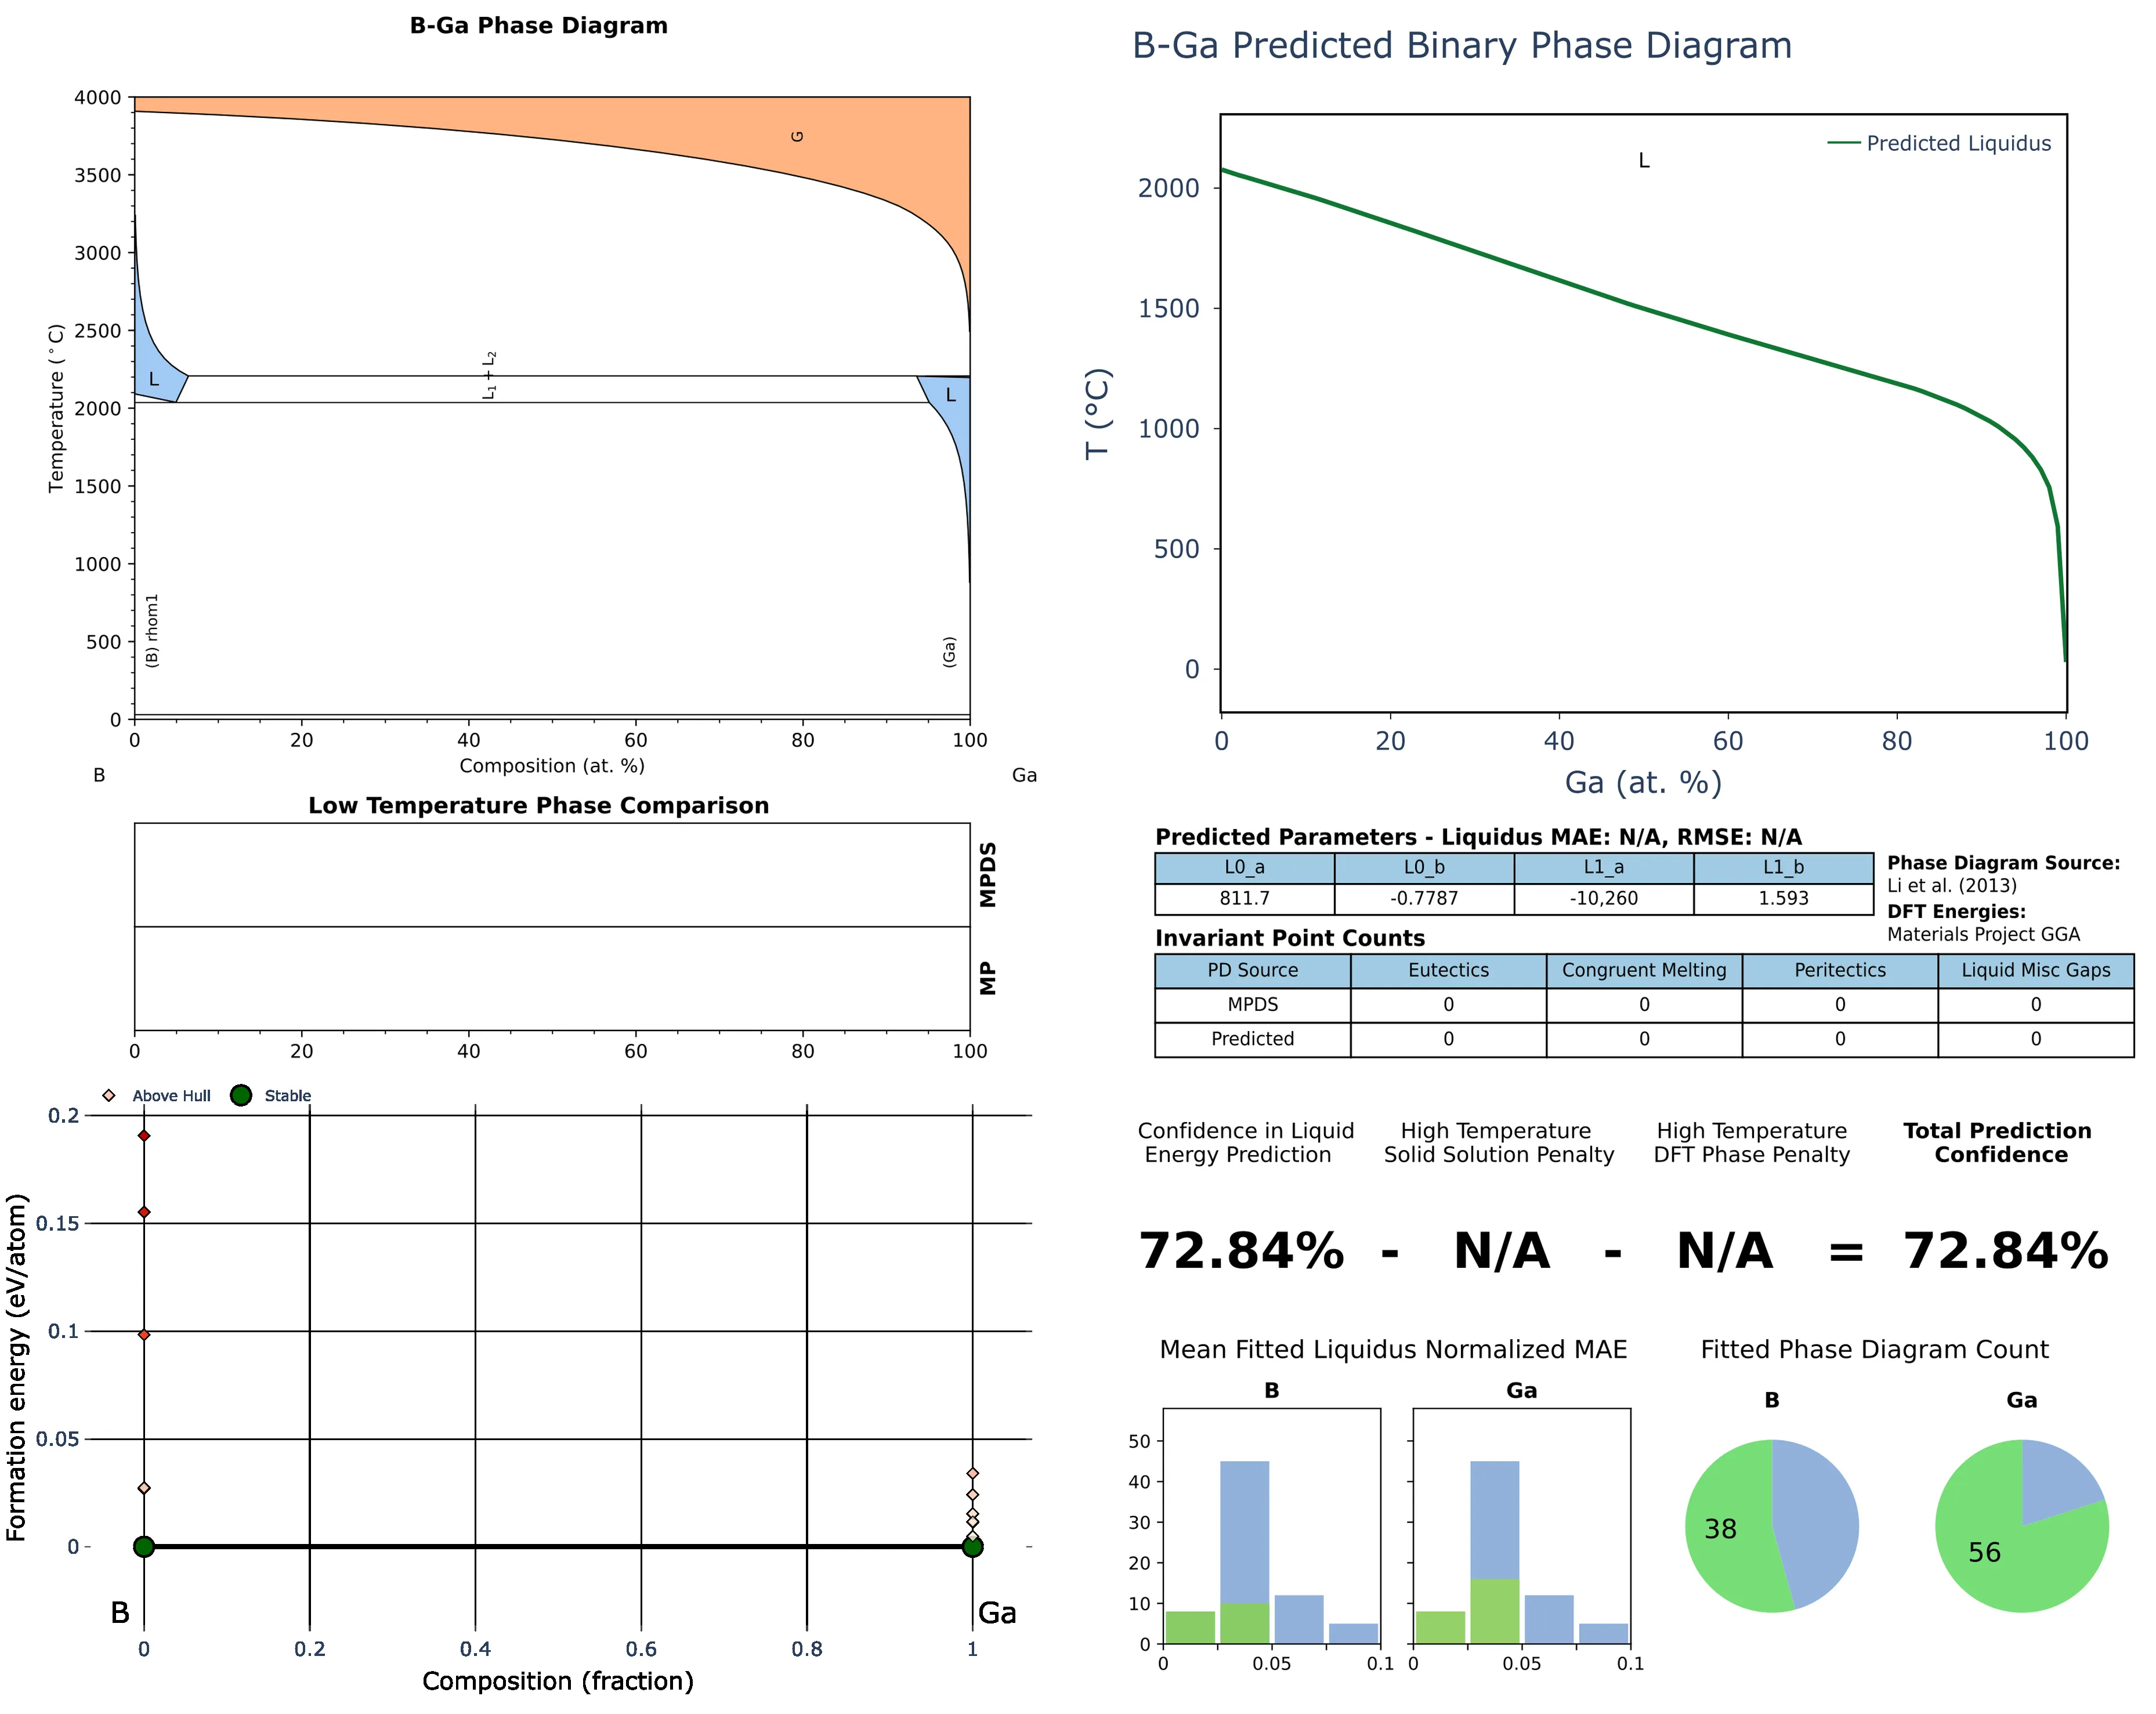 B-Ga Phase Diagram
4000
3500
3000
2500
2000
1500
1000
500
0
Temperature (°C)
G
L
L₁ + L₂
L
(B) rhom1
(Ga)
0 20 40 60 80 100
Composition (at. %)
B Ga
Low Temperature Phase Comparison
MPDS
MP
0 20 40 60 80 100
Above Hull Stable
0.2
0.15
0.1
0.05
0
Formation energy (eV/atom)
B Ga
0 0.2 0.4 0.6 0.8 1
Composition (fraction)
B-Ga Predicted Binary Phase Diagram
L
Predicted Liquidus
2000
1500
1000
500
0
T (°C)
0 20 40 60 80 100
Ga (at. %)
Predicted Parameters - Liquidus MAE: N/A, RMSE: N/A
L0_a L0_b L1_a L1_b
811.7 -0.7787 -10,260 1.593
Phase Diagram Source:
Li et al. (2013)
DFT Energies:
Materials Project GGA
Invariant Point Counts
PD Source Eutectics Congruent Melting Peritectics Liquid Misc Gaps
MPDS 0 0 0 0
Predicted 0 0 0 0
Confidence in Liquid
Energy Prediction
High Temperature
Solid Solution Penalty
High Temperature
DFT Phase Penalty
Total Prediction
Confidence
72.84% - N/A - N/A = 72.84%
Mean Fitted Liquidus Normalized MAE
B Ga
50
40
30
20
10
0
0 0.05 0.1 0 0.05 0.1
Fitted Phase Diagram Count
B Ga
38 56